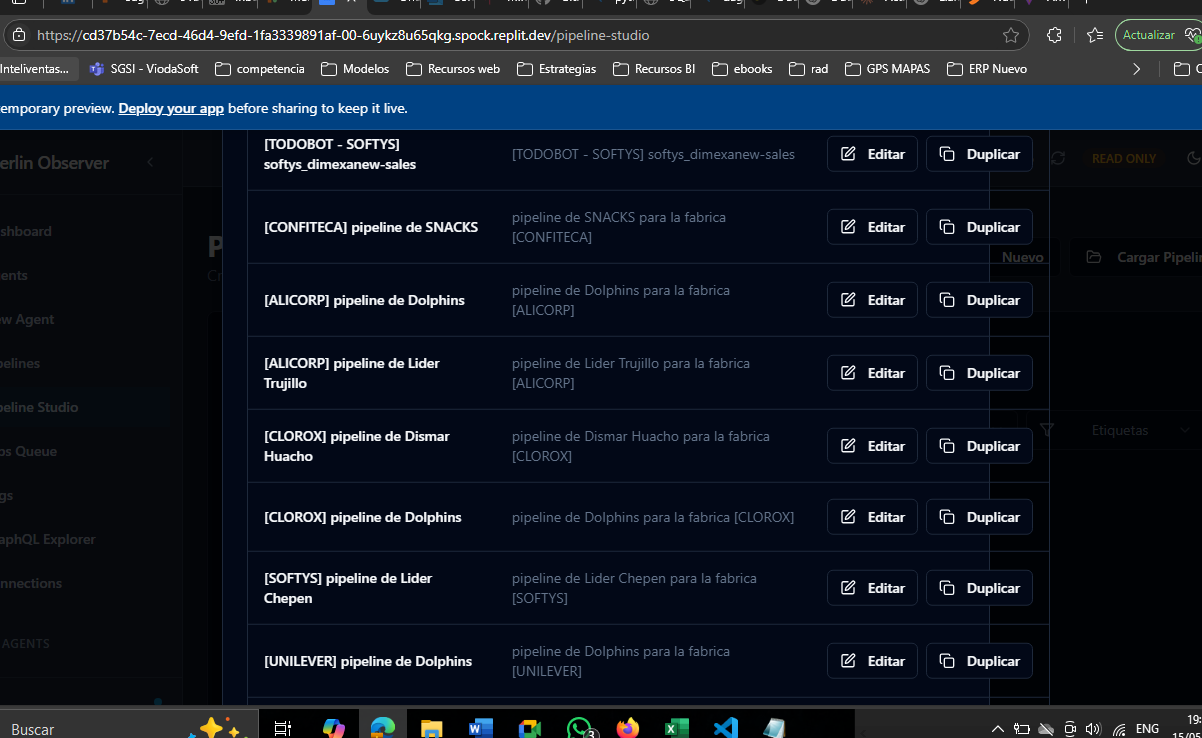 https://cd37b54c-7ecd-46d4-9efd-1fa3339891af-00-6uykz8u65qkg.spock.replit.dev/pipeline-studio
Actualizar
Inteliventas...
SGSI - ViodaSoft
competencia
Modelos
Recursos web
Estrategias
Recursos BI
ebooks
rad
GPS MAPAS
ERP Nuevo
temporary preview. Deploy your app before sharing to keep it live.
erlin Observer
READ ONLY
shboard
ents
w Agent
elines
eline Studio
os Queue
gs
aphQL Explorer
nnections
AGENTS
Nuevo
Cargar Pipelin
Etiquetas
[TODOBOT - SOFTYS]
softys_dimexanew-sales
[TODOBOT - SOFTYS] softys_dimexanew-sales
Editar
Duplicar
[CONFITECA] pipeline de SNACKS
pipeline de SNACKS para la fabrica
[CONFITECA]
Editar
Duplicar
[ALICORP] pipeline de Dolphins
pipeline de Dolphins para la fabrica
[ALICORP]
Editar
Duplicar
[ALICORP] pipeline de Lider
Trujillo
pipeline de Lider Trujillo para la fabrica
[ALICORP]
Editar
Duplicar
[CLOROX] pipeline de Dismar
Huacho
pipeline de Dismar Huacho para la fabrica
[CLOROX]
Editar
Duplicar
[CLOROX] pipeline de Dolphins
pipeline de Dolphins para la fabrica [CLOROX]
Editar
Duplicar
[SOFTYS] pipeline de Lider
Chepen
pipeline de Lider Chepen para la fabrica
[SOFTYS]
Editar
Duplicar
[UNILEVER] pipeline de Dolphins
pipeline de Dolphins para la fabrica
[UNILEVER]
Editar
Duplicar
Buscar
3
ENG
19:
15/05